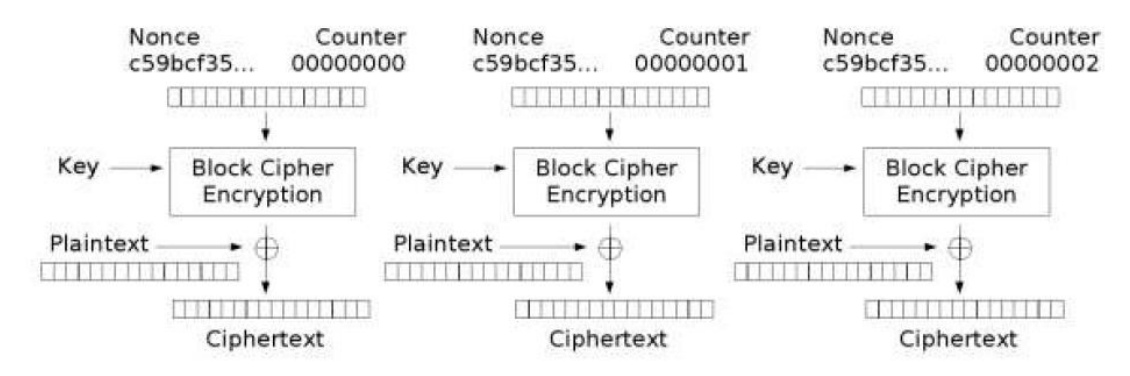 Nonce Counter Nonce Counter Nonce Counter
c59bcf35... 00000000 c59bcf35... 00000001 c59bcf35... 00000002
Key Block Cipher Key Block Cipher Key Block Cipher
Encryption Encryption Encryption
Plaintext Plaintext Plaintext
Ciphertext Ciphertext Ciphertext